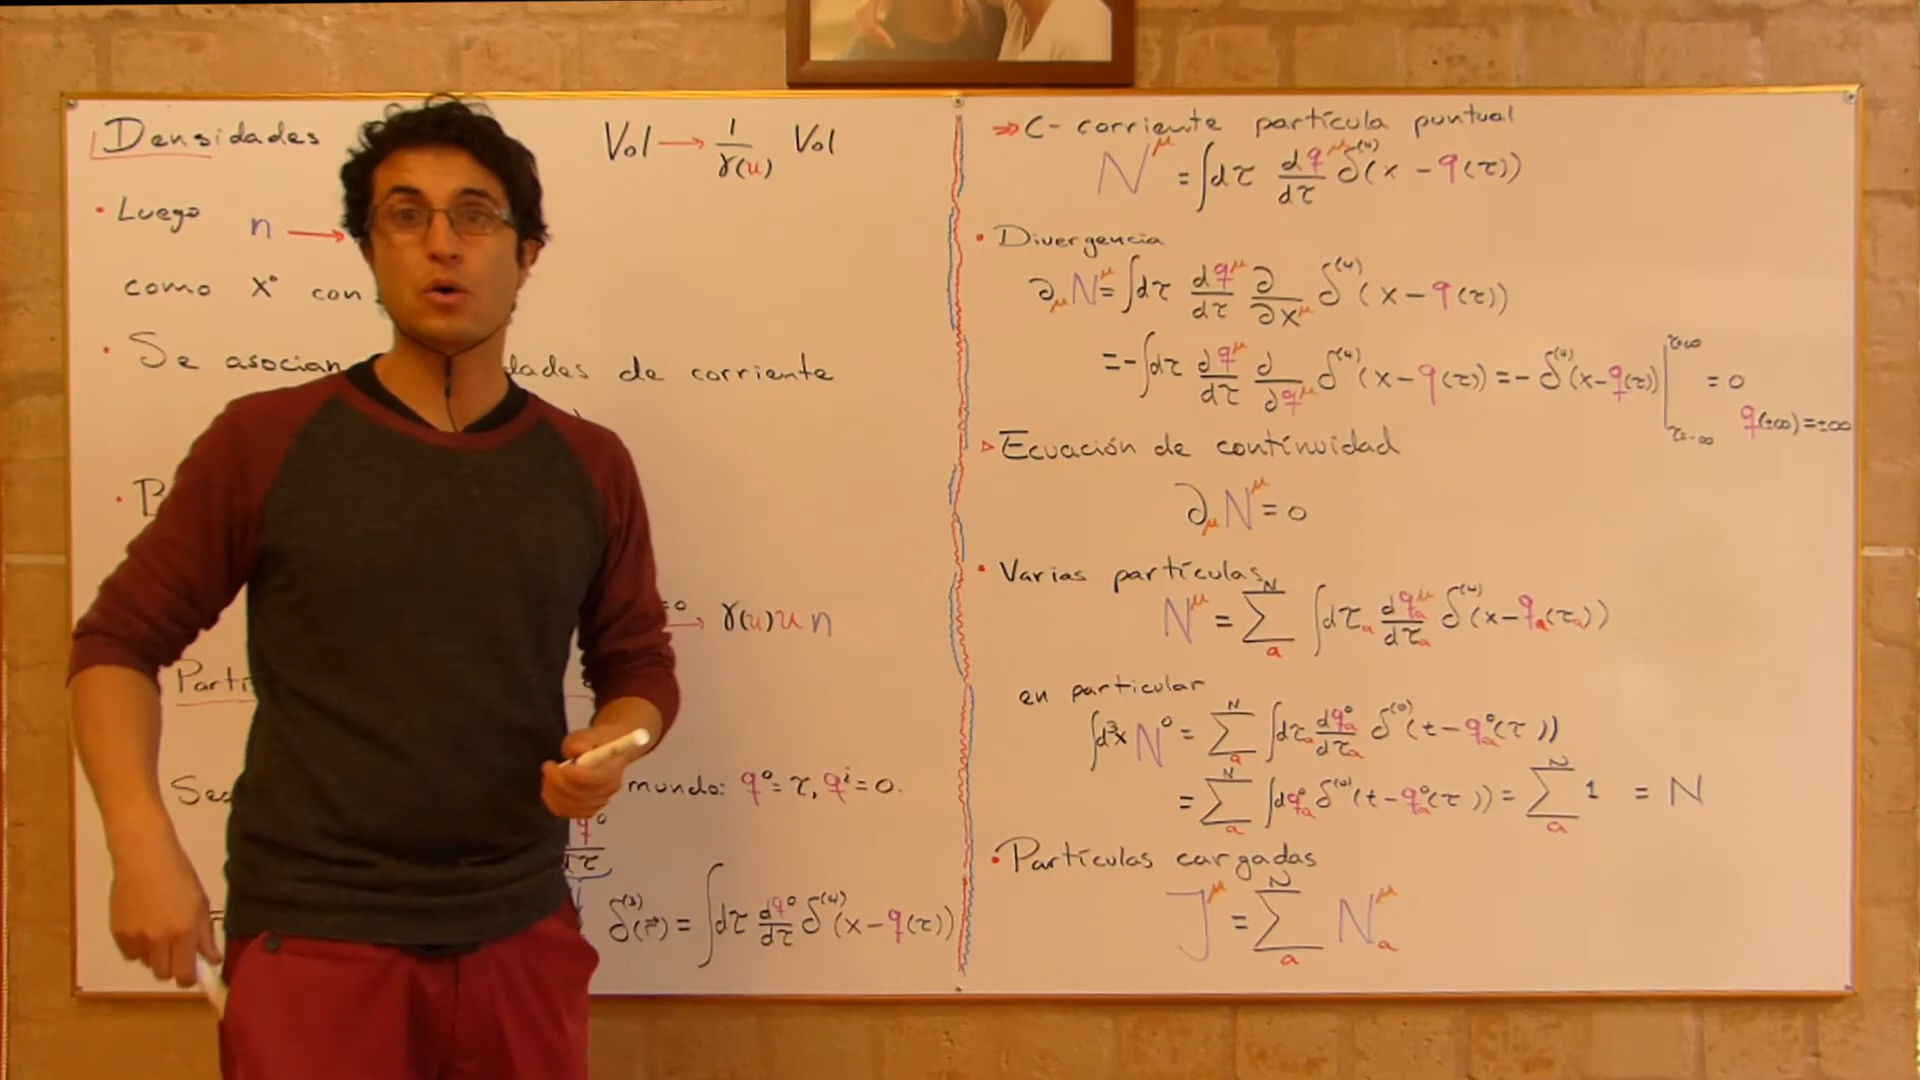 Densidades Vol → 1/γ(u) Vol
• Luego n →
como x⁰ con
• Se asocian dades de corriente
→ γ(u) u n
mundo: q⁰ = τ, qⁱ = 0.
q⁰
dτ
δ⁽³⁾(r⃗) = ∫dτ dq⁰/dτ δ⁽⁴⁾(x - q(τ))
⇒ C- corriente partícula puntual
N^μ = ∫dτ dq^μ/dτ δ⁽⁴⁾(x - q(τ))
• Divergencia
∂_μ N^μ = ∫dτ dq^μ/dτ ∂/∂x^μ δ⁽⁴⁾(x - q(τ))
= -∫dτ dq^μ/dτ ∂/∂q^μ δ⁽⁴⁾(x - q(τ)) = - δ⁽⁴⁾(x - q(τ)) |_{τ=-∞}^{τ=∞} = 0
q(±∞) = ±∞
▷ Ecuación de continuidad
∂_μ N^μ = 0
• Varias partículas
N^μ = Σ_a^N ∫dτ_a dq_a^μ/dτ_a δ⁽⁴⁾(x - q_a(τ_a))
en particular
∫d³x N⁰ = Σ_a^N ∫dτ_a dq_a⁰/dτ_a δ⁽⁰⁾(t - q_a⁰(τ))
= Σ_a^N ∫dq_a⁰ δ⁽⁰⁾(t - q_a⁰(τ)) = Σ_a^N 1 = N
• Partículas cargadas
J^μ = Σ_a^N N_a^μ